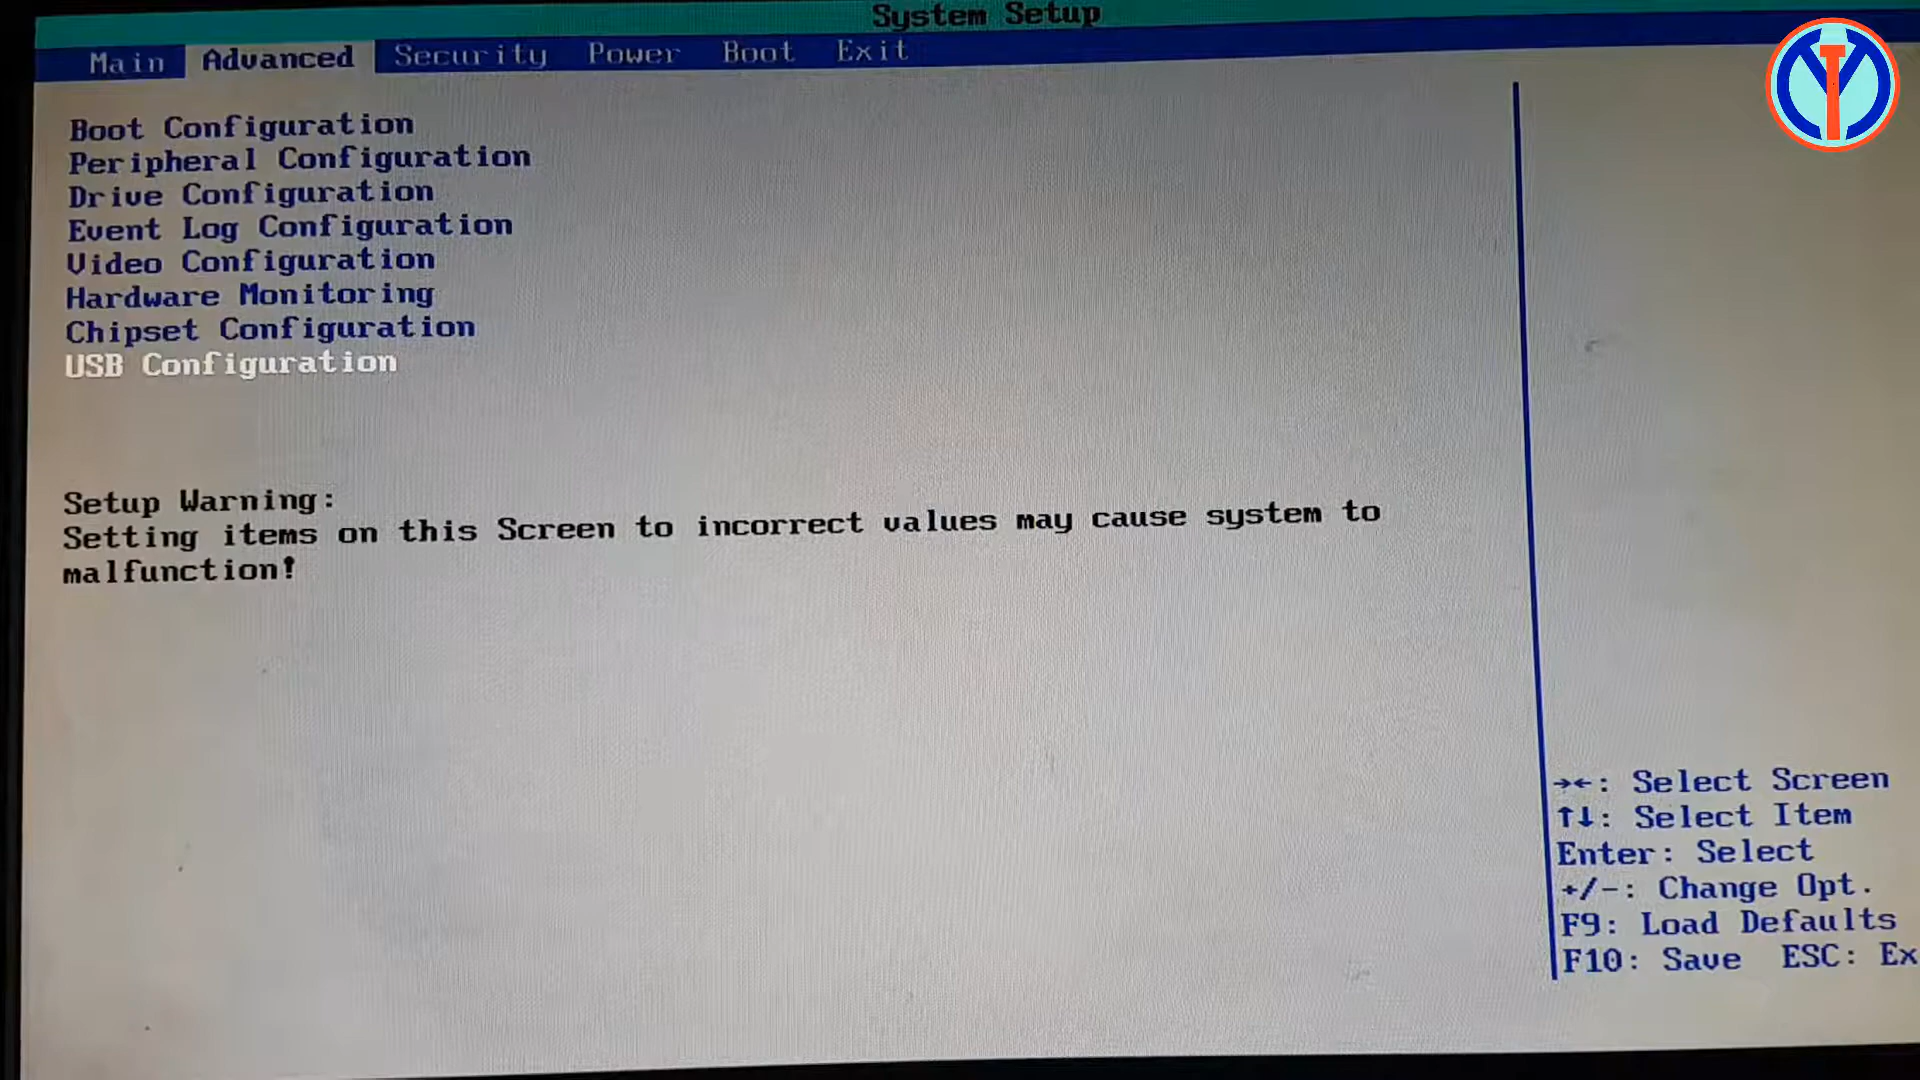 System Setup
Main Advanced Security Power Boot Exit
Boot Configuration
Peripheral Configuration
Drive Configuration
Event Log Configuration
Video Configuration
Hardware Monitoring
Chipset Configuration
USB Configuration
Setup Warning:
Setting items on this Screen to incorrect values may cause system to
malfunction!
→←: Select Screen
↑↓: Select Item
Enter: Select
+/-: Change Opt.
F9: Load Defaults
F10: Save ESC: Ex